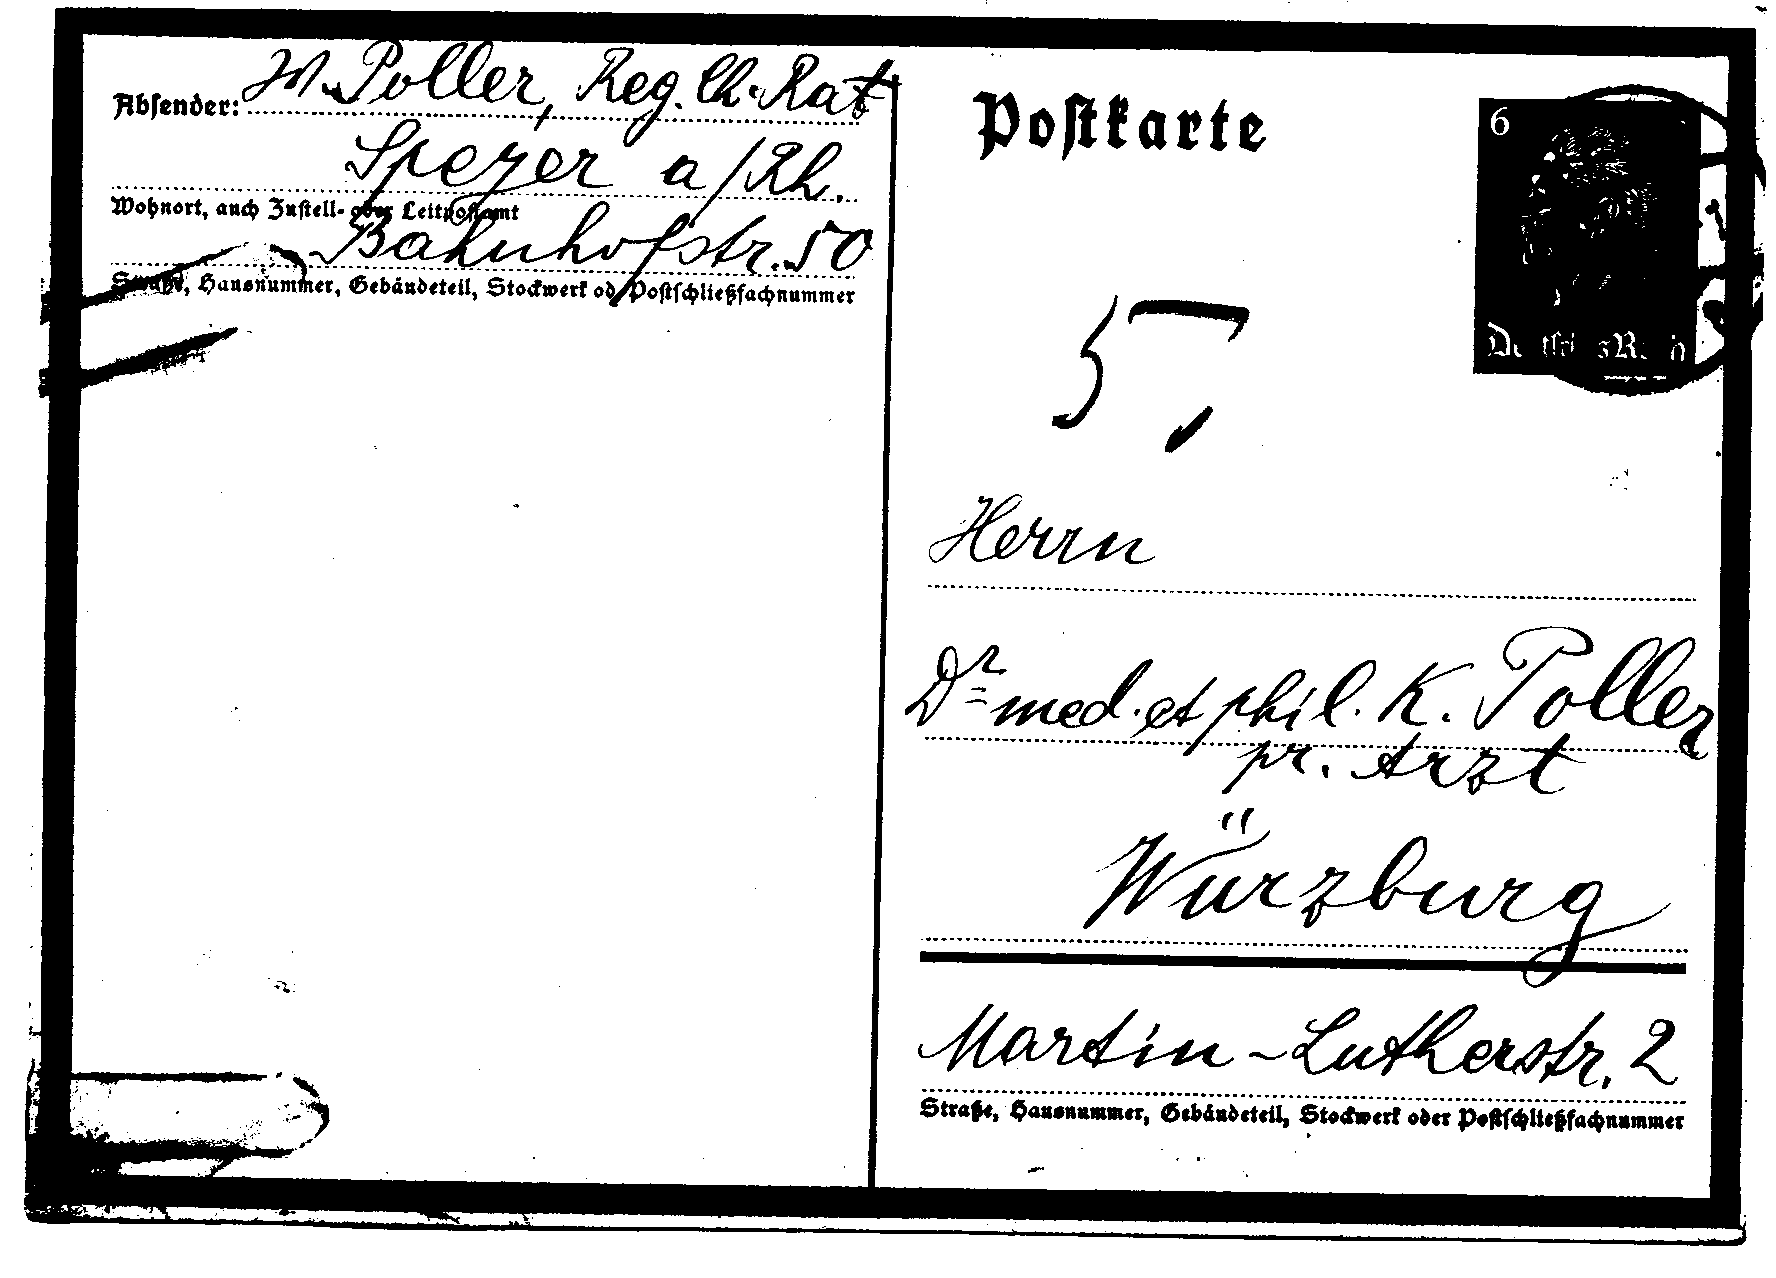 Absender: W. Poller, Reg. Ch. Rat
Speyer a/Rh.
Wohnort, auch Zustell- oder Leitpostamt
Bahnhofstr. 50
Straße, Hausnummer, Gebäudeteil, Stockwerk od. Postschließfachnummer
Postkarte
6
Deutsches Reich
5,
Herrn
Dr med. et phil. K. Poller
pr. Arzt
Würzburg
Martin-Lutherstr. 2
Straße, Hausnummer, Gebäudeteil, Stockwerk oder Postschließfachnummer